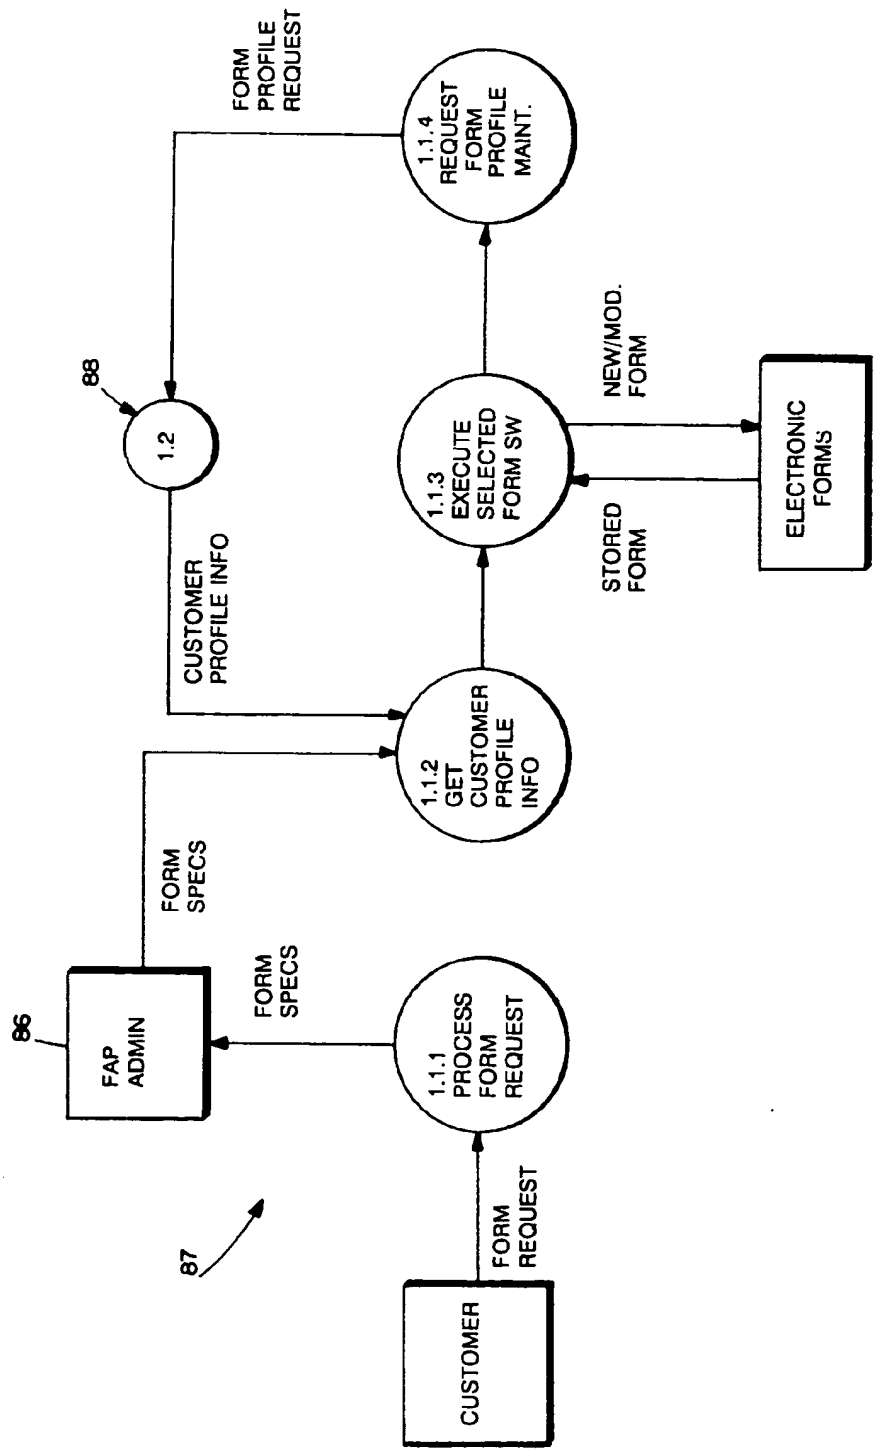 87
CUSTOMER
FORM
REQUEST
1.1.1
PROCESS
FORM
REQUEST
FORM
SPECS
86
FAP
ADMIN
FORM
SPECS
1.1.2
GET
CUSTOMER
PROFILE
INFO
CUSTOMER
PROFILE INFO
88
1.2
1.1.3
EXECUTE
SELECTED
FORM SW
STORED
FORM
NEW/MOD.
FORM
ELECTRONIC
FORMS
1.1.4
REQUEST
FORM
PROFILE
MAINT.
FORM
PROFILE
REQUEST